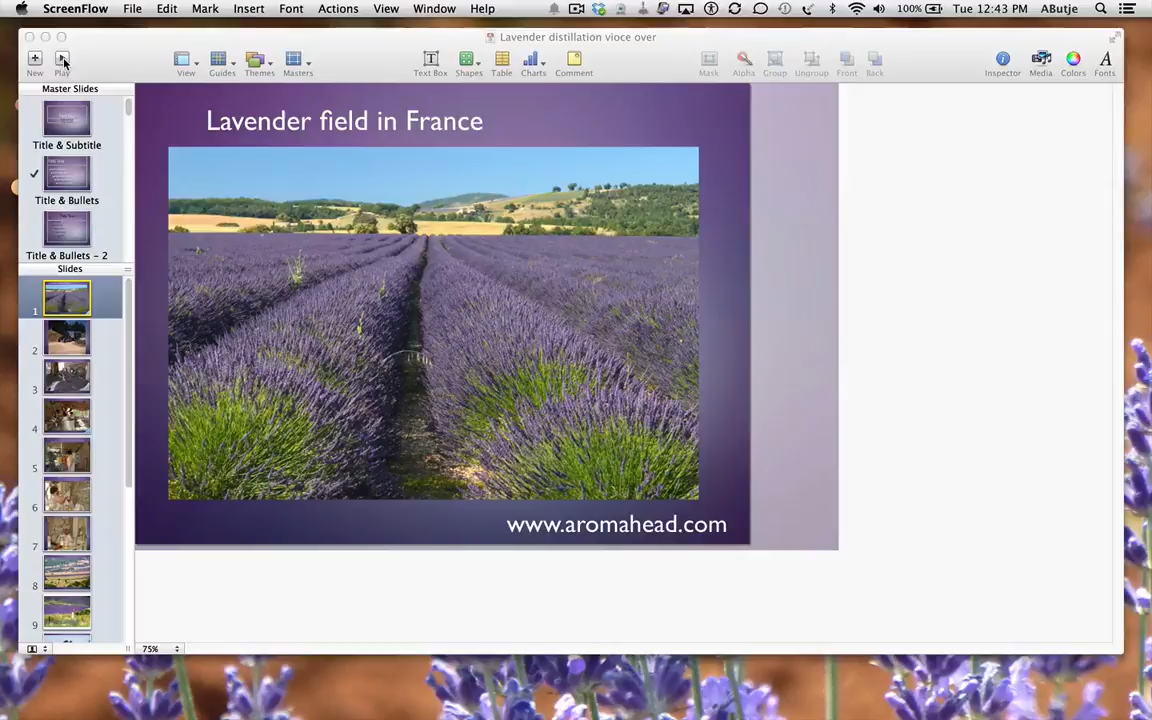 ScreenFlow File Edit Mark Insert Font Actions View Window Help 100% Tue 12:43 PM AButje
Lavender distillation vioce over
New Play View Guides Themes Masters Text Box Shapes Table Charts Comment Mask Alpha Group Ungroup Front Back Inspector Media Colors Fonts
Master Slides
Title & Subtitle
Title & Bullets
Title & Bullets - 2
Slides
1
2
3
4
5
6
7
8
9
Lavender field in France
www.aromahead.com
75%